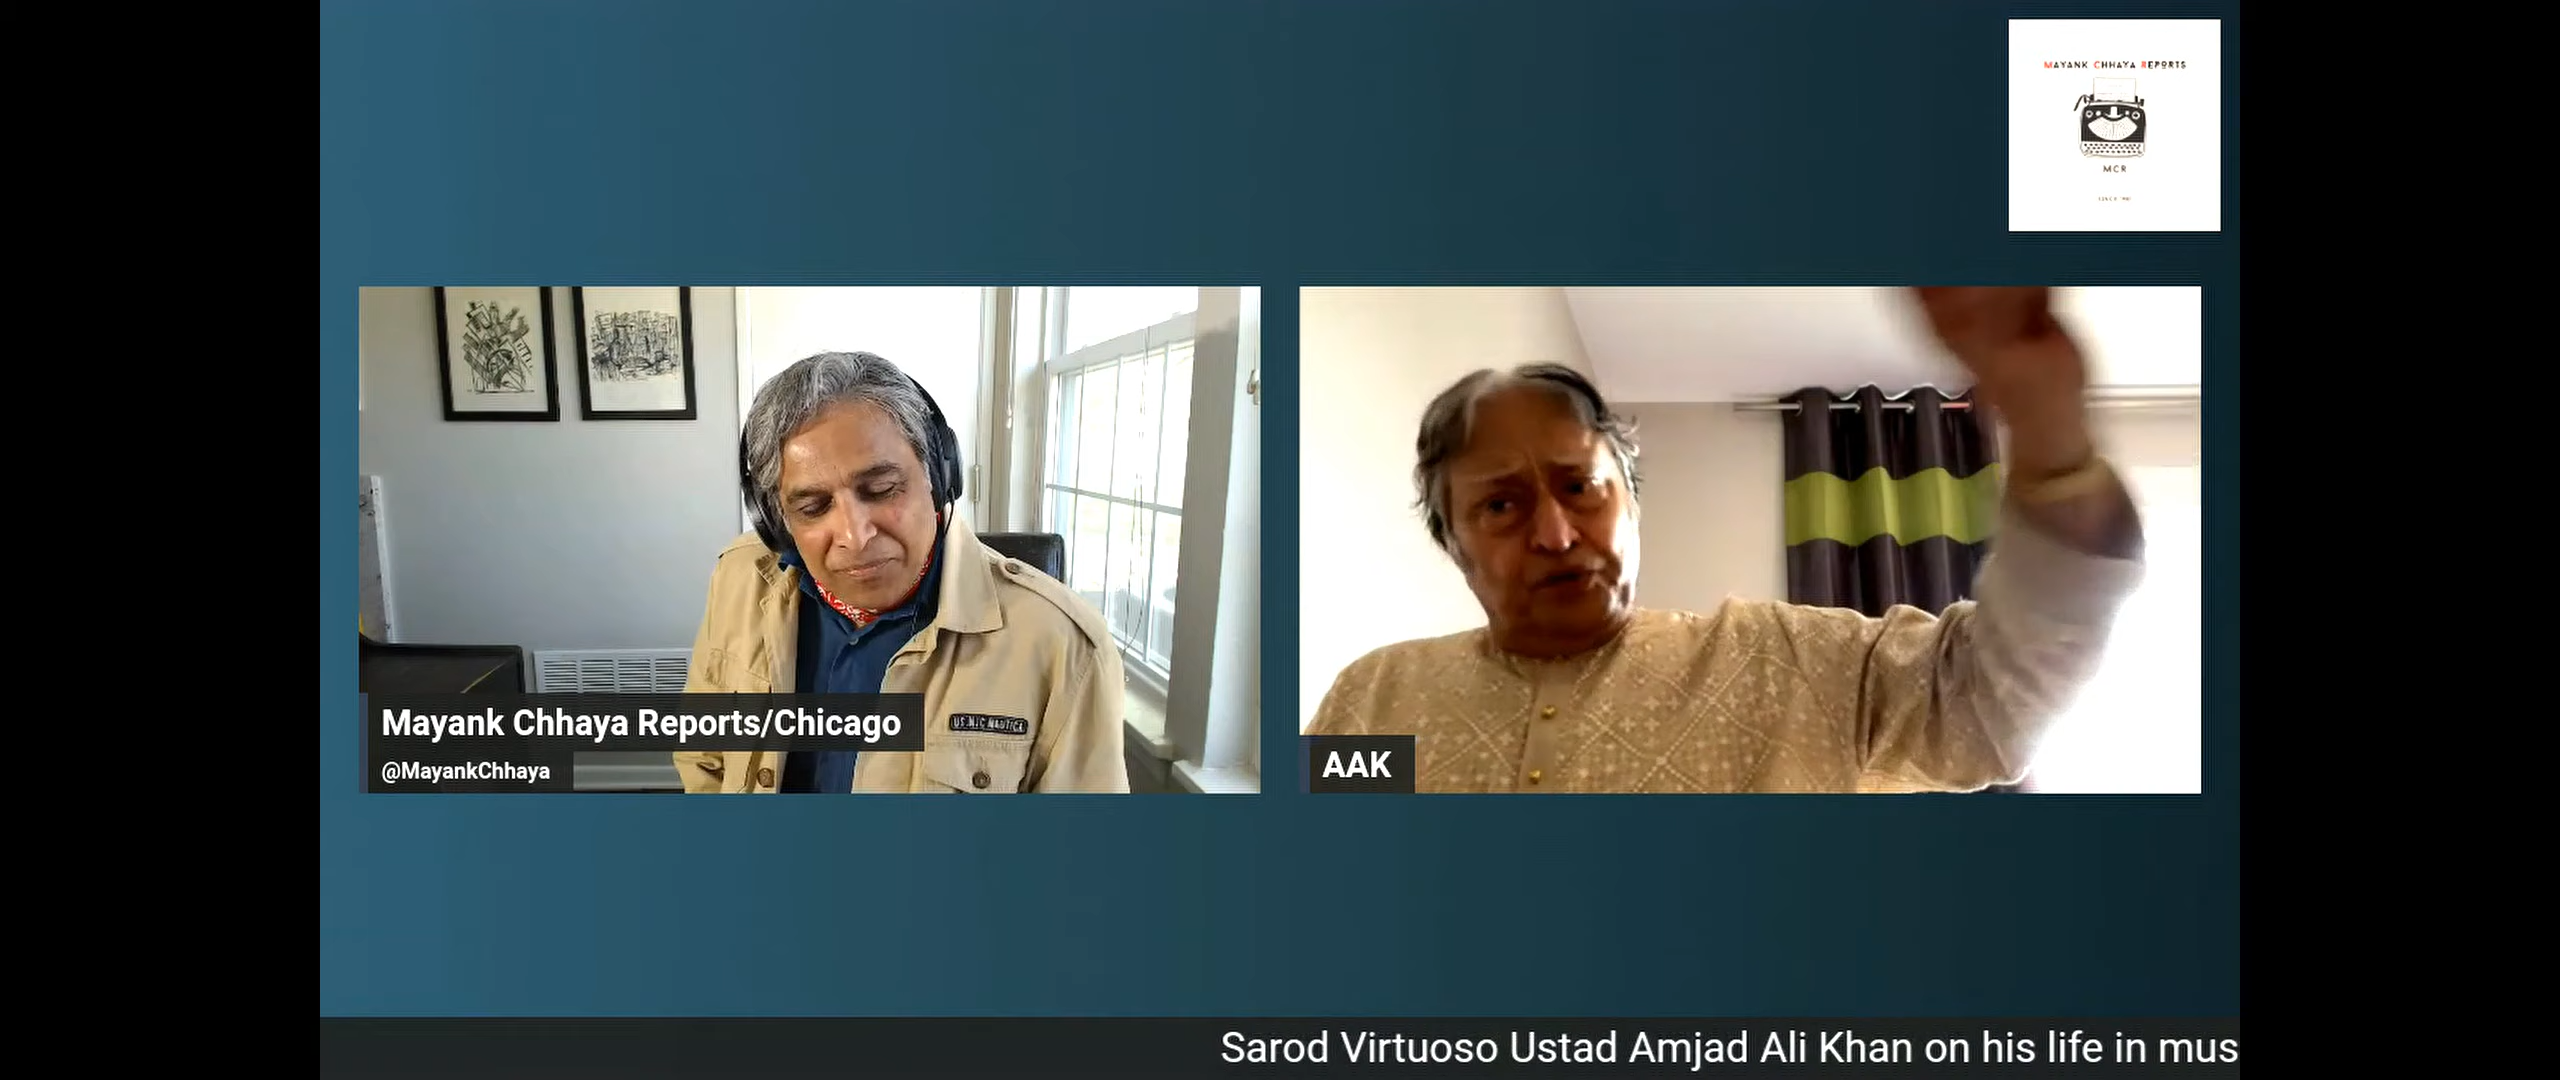 MAYANK CHHAYA REPORTS
MCR
Mayank Chhaya Reports/Chicago
@MayankChhaya
US.N.C NAUTICA
AAK
Sarod Virtuoso Ustad Amjad Ali Khan on his life in mus